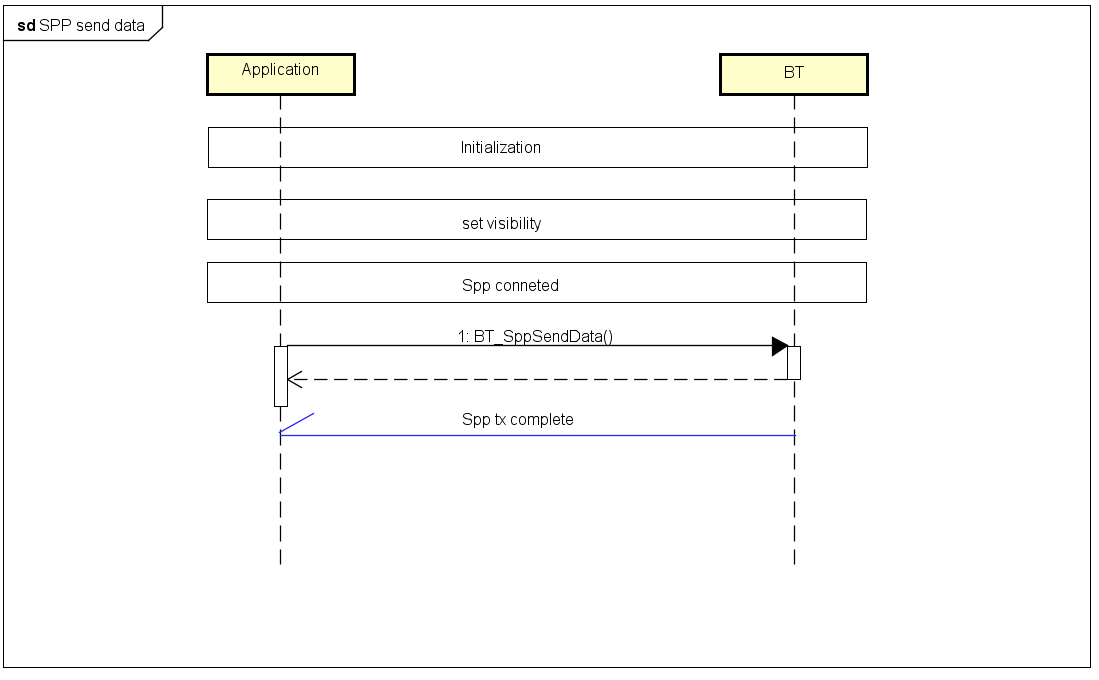 sd SPP send data
Application
BT
Initialization
set visibility
Spp conneted
1: BT_SppSendData()
Spp tx complete